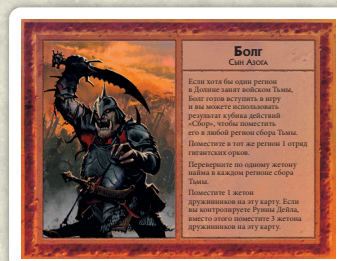 Болг
Сын Азога
Если хотя бы один регион
в Долине занят войском Тьмы,
Болг готов вступить в игру
и вы можете использовать
результат кубика действий
«Сбор», чтобы поместить
его в любой регион сбора Тьмы.
Поместите в тот же регион 1 отряд
гигантских орков.
Переверните по одному жетону
найма в каждом регионе сбора
Тьмы.
Поместите 1 жетон
дружинников на эту карту. Если
вы контролируете Руины Дейла,
вместо этого поместите 3 жетона
дружинников на эту карту.